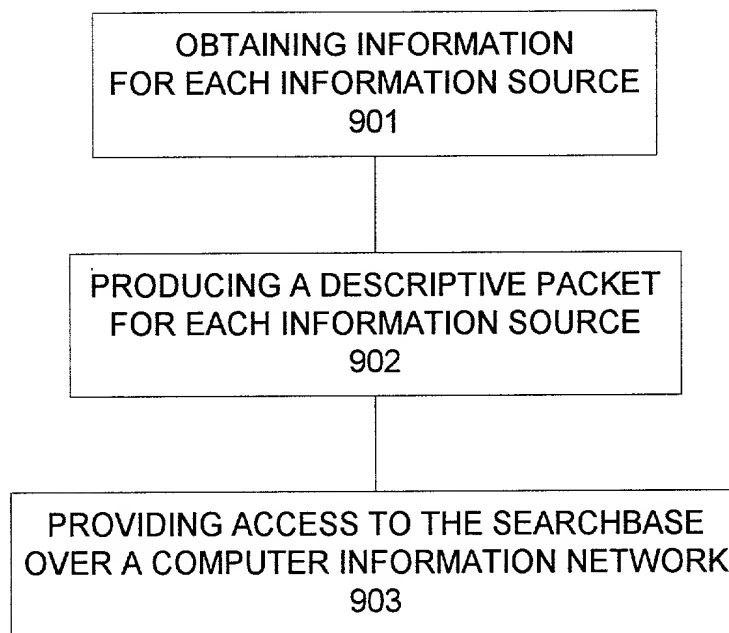 OBTAINING INFORMATION
FOR EACH INFORMATION SOURCE
901
PRODUCING A DESCRIPTIVE PACKET
FOR EACH INFORMATION SOURCE
902
PROVIDING ACCESS TO THE SEARCHBASE
OVER A COMPUTER INFORMATION NETWORK
903